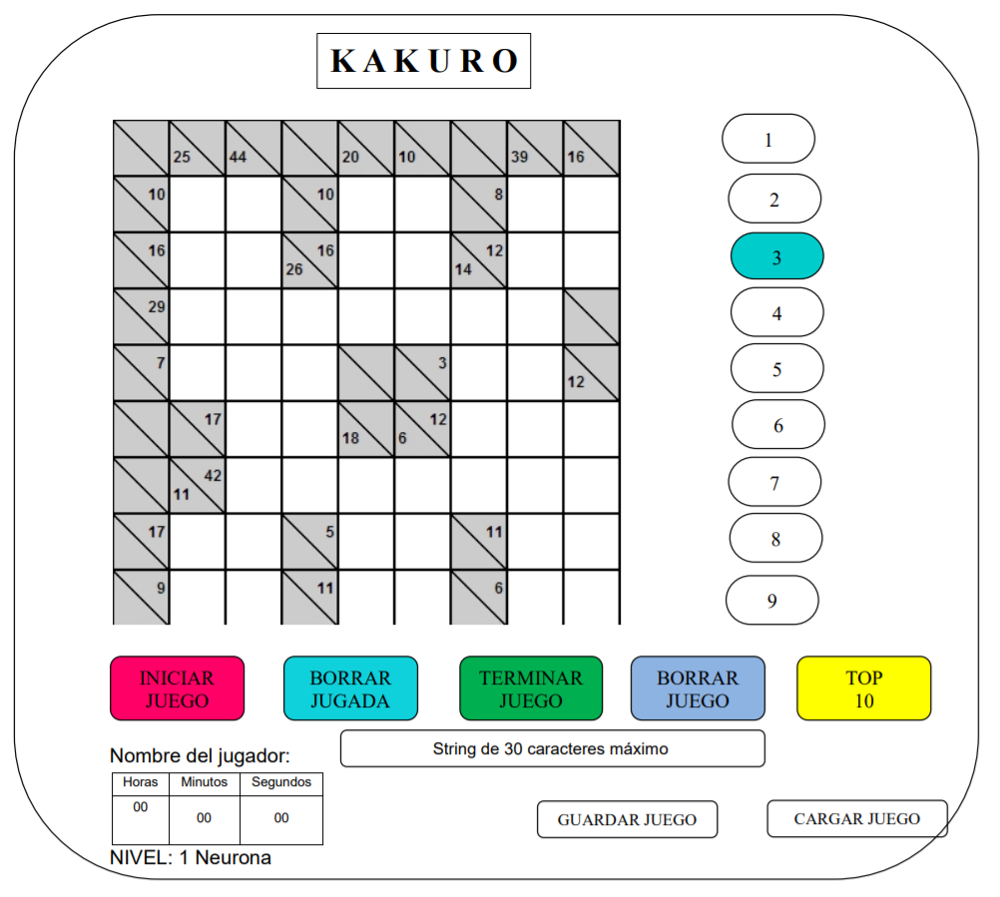 K A K U R O
25 44 20 10 39 16
10 10 8
16 26 16 14 12
29
7 3 12
17 18 6 12
11 42
17 5 11
9 11 6
1
2
3
4
5
6
7
8
9
INICIAR
JUEGO
BORRAR
JUGADA
TERMINAR
JUEGO
BORRAR
JUEGO
TOP
10
Nombre del jugador:
String de 30 caracteres máximo
Horas Minutos Segundos
00 00 00
GUARDAR JUEGO
CARGAR JUEGO
NIVEL: 1 Neurona